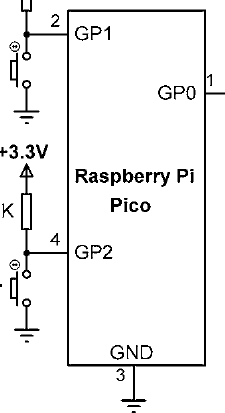 2
GP1
1
GP0
+3.3V
Raspberry Pi
Pico
K
4
GP2
GND
3